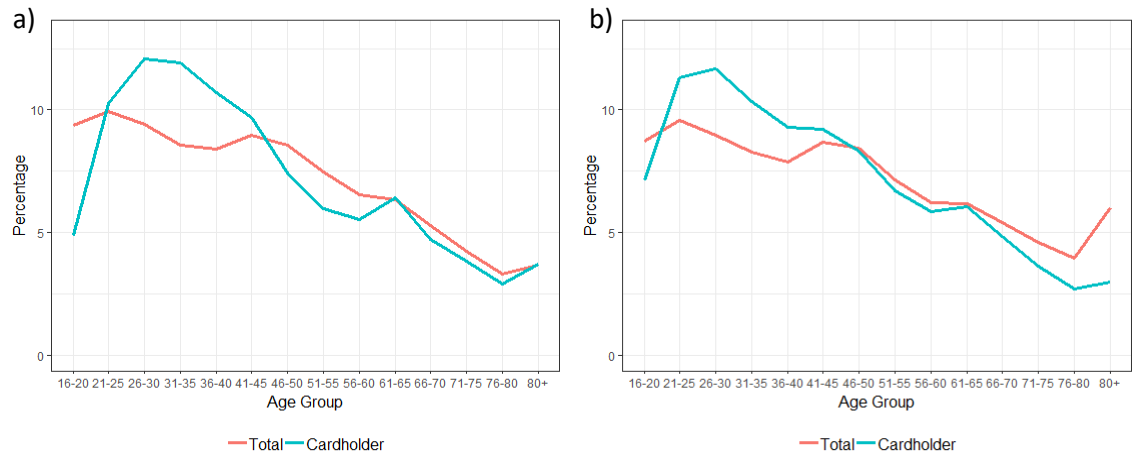 a)
Percentage
10
5
0
16-20 21-25 26-30 31-35 36-40 41-45 46-50 51-55 56-60 61-65 66-70 71-75 76-80 80+
Age Group
Total Cardholder
b)
Percentage
10
5
0
16-20 21-25 26-30 31-35 36-40 41-45 46-50 51-55 56-60 61-65 66-70 71-75 76-80 80+
Age Group
Total Cardholder